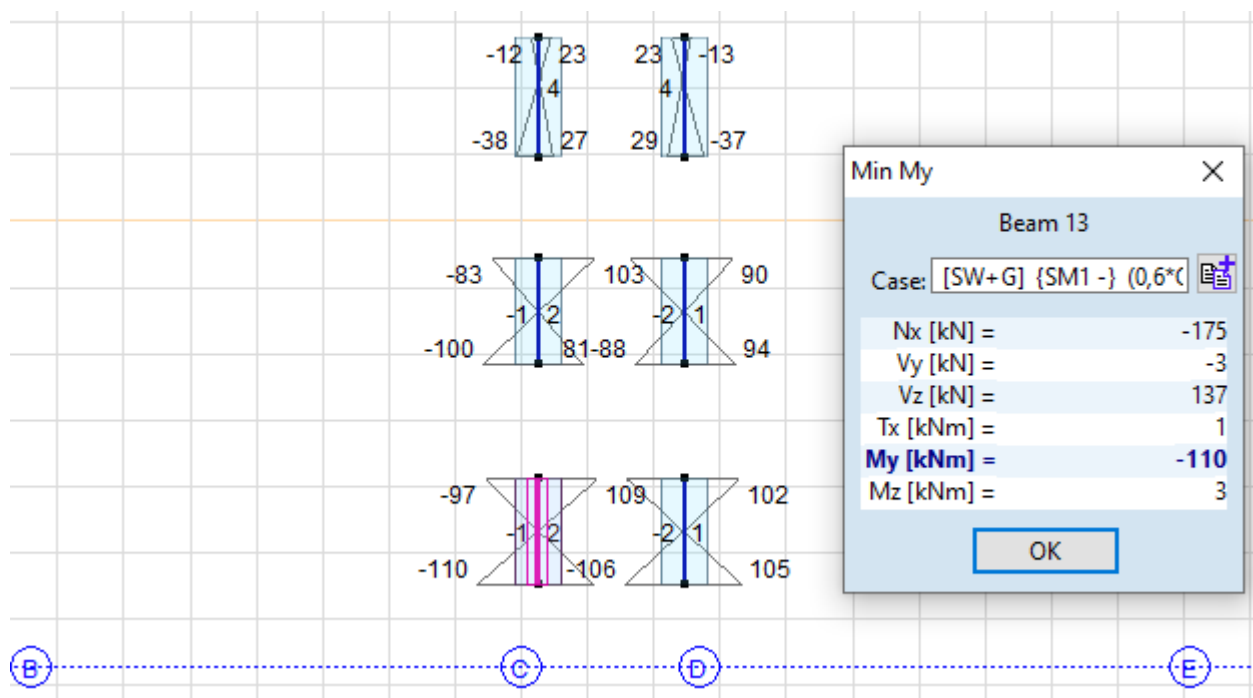 -12 23 23 -13
4 4
-38 27 29 -37
-83 103 90
-1 2 -2 1
-100 81-88 94
-97 109 102
-1 2 -2 1
-110 -106 105
B C D E
Min My
Beam 13
Case: [SW+G] {SM1 -} (0,6*
Nx [kN] = -175
Vy [kN] = -3
Vz [kN] = 137
Tx [kNm] = 1
My [kNm] = -110
Mz [kNm] = 3
OK